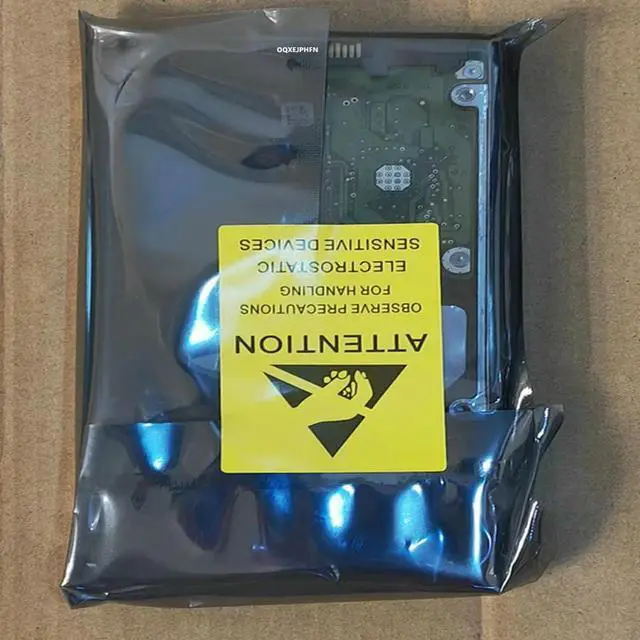 OQXEJPHFN
ATTENTION
OBSERVE PRECAUTIONS
FOR HANDLING
ELECTROSTATIC
SENSITIVE DEVICES